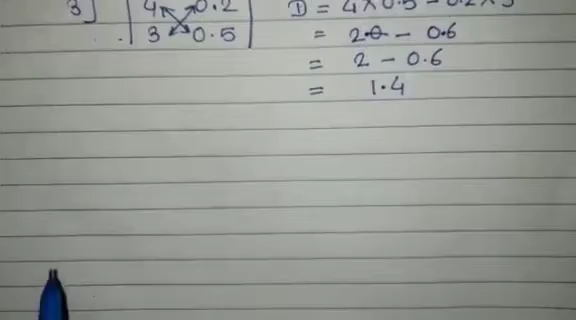 3] | 4 0.2 | D = 4 × 0.5 - 0.2 × 3
| 3 0.5 | = 2.0 - 0.6
= 2 - 0.6
= 1.4